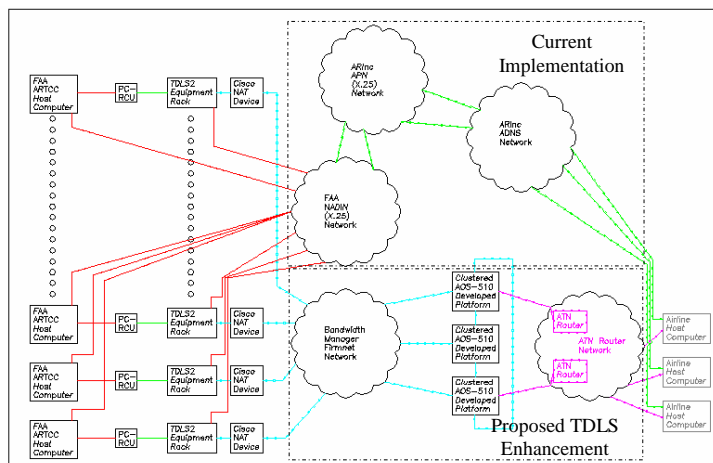 Current
Implementation
ARInc
APN
(X.25)
Network
ARInc
ADNS
Network
FAA
NADIN
(X.25)
Network
FAA
ARTCC
Host
Computer
PC-
RCU
TDLS2
Equipment
Rack
Cisco
NAT
Device
FAA
ARTCC
Host
Computer
PC-
RCU
TDLS2
Equipment
Rack
Cisco
NAT
Device
FAA
ARTCC
Host
Computer
PC-
RCU
TDLS2
Equipment
Rack
Cisco
NAT
Device
FAA
ARTCC
Host
Computer
PC-
RCU
TDLS2
Equipment
Rack
Cisco
NAT
Device
Bandwidth
Manager
Firmnet
Network
Clustered
AOS-510
Developed
Platform
Clustered
AOS-510
Developed
Platform
Clustered
AOS-510
Developed
Platform
ATN
Router
ATN Router
Network
ATN
Router
Airline
Host
Computer
Airline
Host
Computer
Airline
Host
Computer
Proposed TDLS
Enhancement